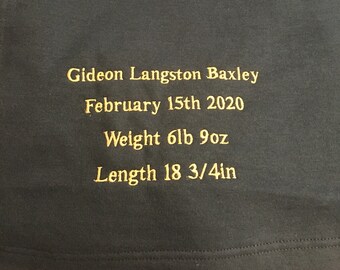 Gideon Langston Baxley
February 15th 2020
Weight 6lb 9oz
Length 18 3/4in